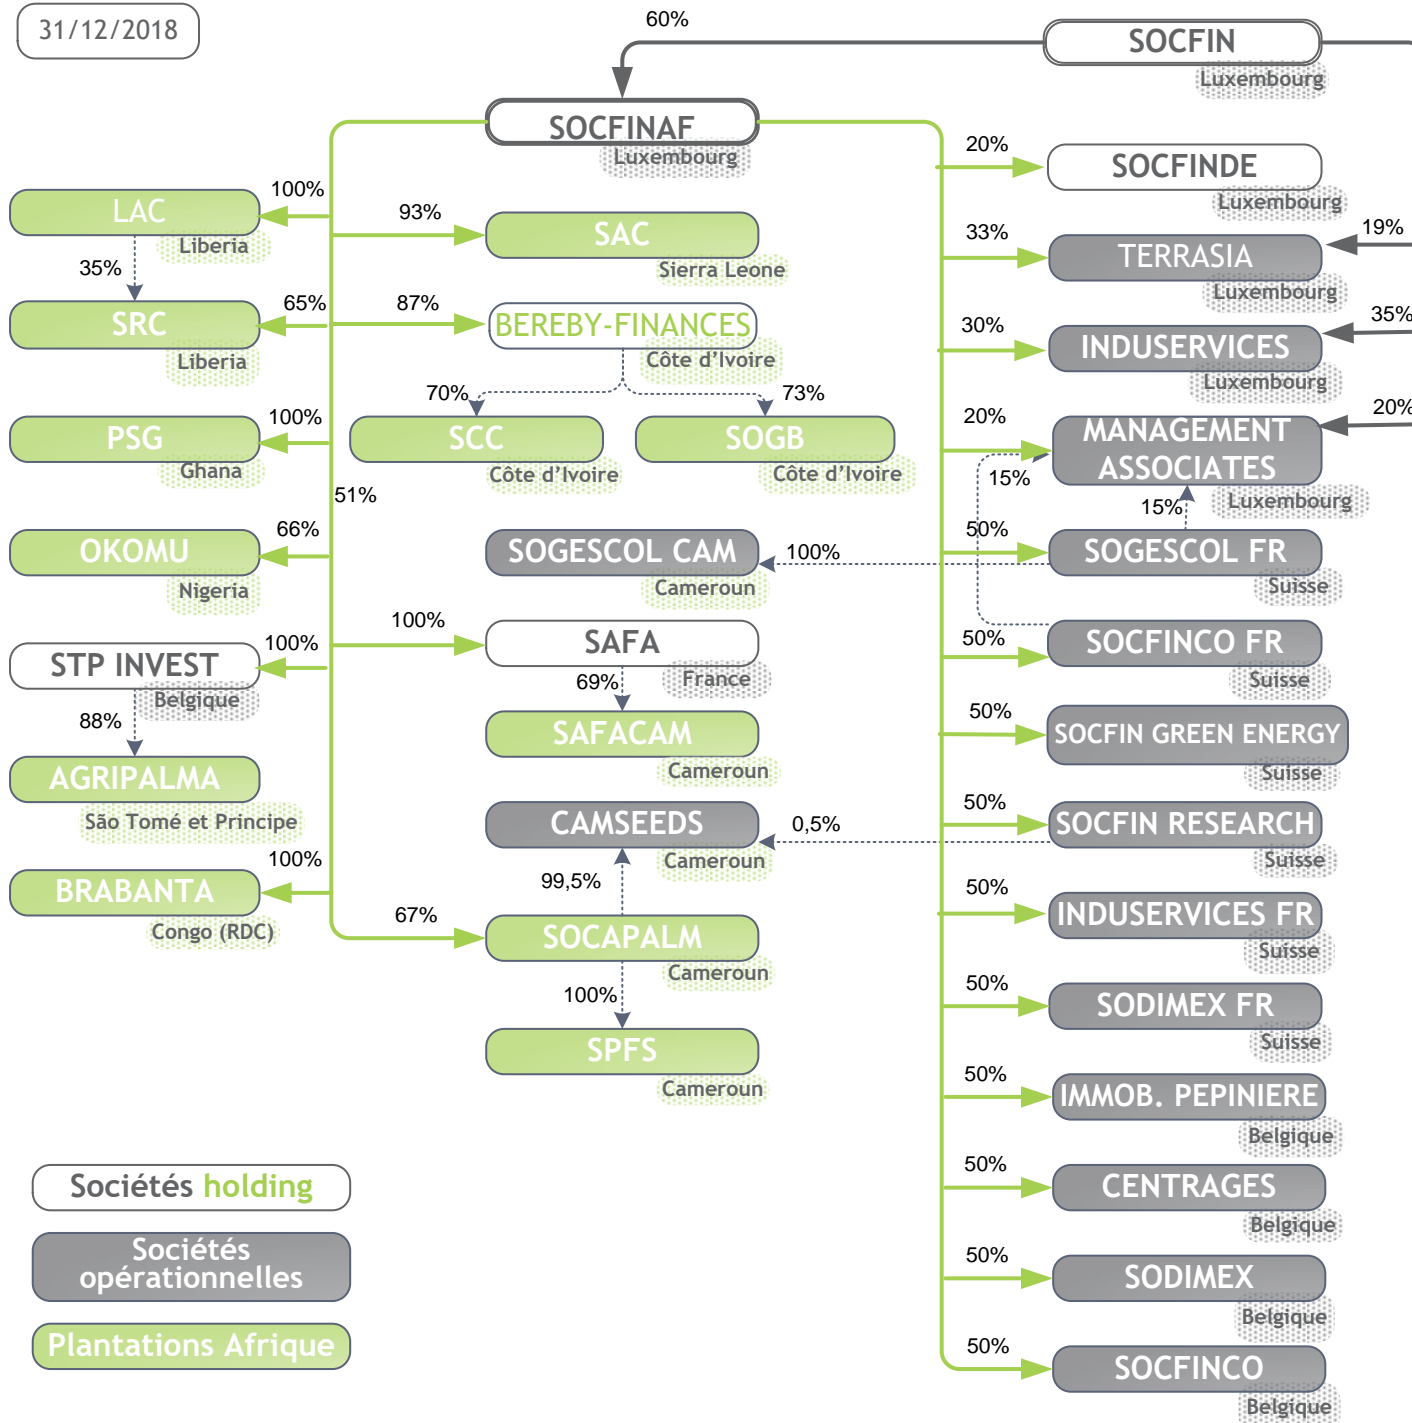 31/12/2018
60%
SOCFIN
Luxembourg
SOCFINAF
Luxembourg
LAC
Liberia
100%
35%
SRC
Liberia
65%
PSG
Ghana
100%
OKOMU
Nigeria
66%
STP INVEST
Belgique
100%
88%
AGRIPALMA
São Tomé et Principe
BRABANTA
Congo (RDC)
100%
93%
SAC
Sierra Leone
87%
BEREBY-FINANCES
Côte d'Ivoire
70%
73%
SCC
Côte d'Ivoire
SOGB
Côte d'Ivoire
51%
SOGESCOL CAM
Cameroun
100%
100%
SAFA
France
69%
SAFACAM
Cameroun
CAMSEEDS
Cameroun
0,5%
99,5%
67%
SOCAPALM
Cameroun
100%
SPFS
Cameroun
20%
SOCFINDE
Luxembourg
33%
TERRASIA
Luxembourg
19%
30%
INDUSERVICES
Luxembourg
35%
20%
MANAGEMENT
ASSOCIATES
Luxembourg
20%
15%
15%
50%
SOGESCOL FR
Suisse
50%
SOCFINCO FR
Suisse
50%
SOCFIN GREEN ENERGY
Suisse
50%
SOCFIN RESEARCH
Suisse
50%
INDUSERVICES FR
Suisse
50%
SODIMEX FR
Suisse
50%
IMMOB. PEPINIERE
Belgique
50%
CENTRAGES
Belgique
50%
SODIMEX
Belgique
50%
SOCFINCO
Belgique
Sociétés holding
Sociétés
opérationnelles
Plantations Afrique